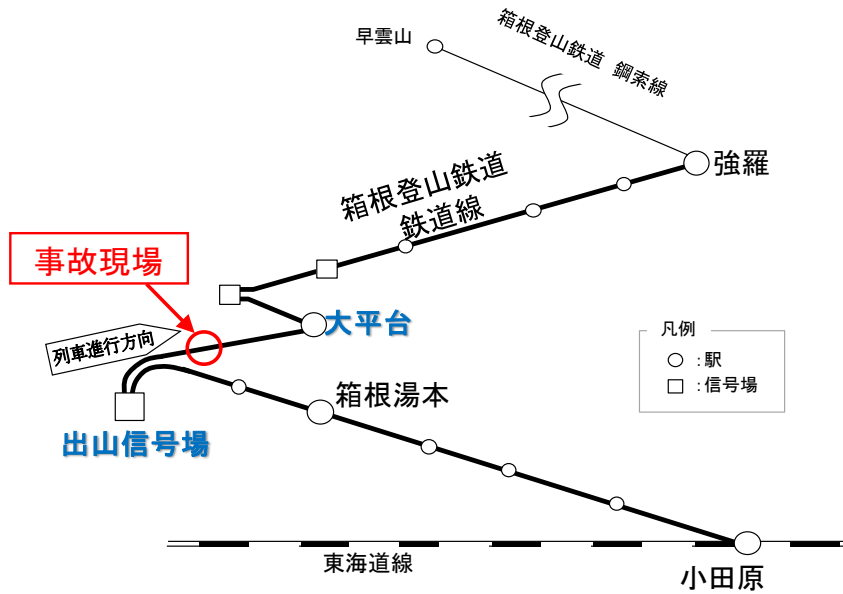 早雲山
箱根登山鉄道 鋼索線
強羅
箱根登山鉄道
鉄道線
事故現場
大平台
列車進行方向
凡例
:駅
:信号場
箱根湯本
出山信号場
東海道線
小田原